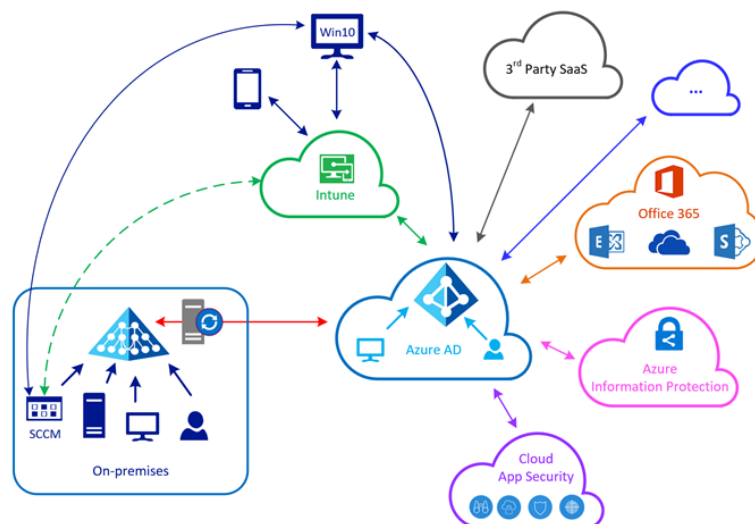 Win10
3rd Party SaaS
...
Intune
Office 365
E
S
Azure AD
Azure
Information Protection
SCCM
On-premises
Cloud
App Security